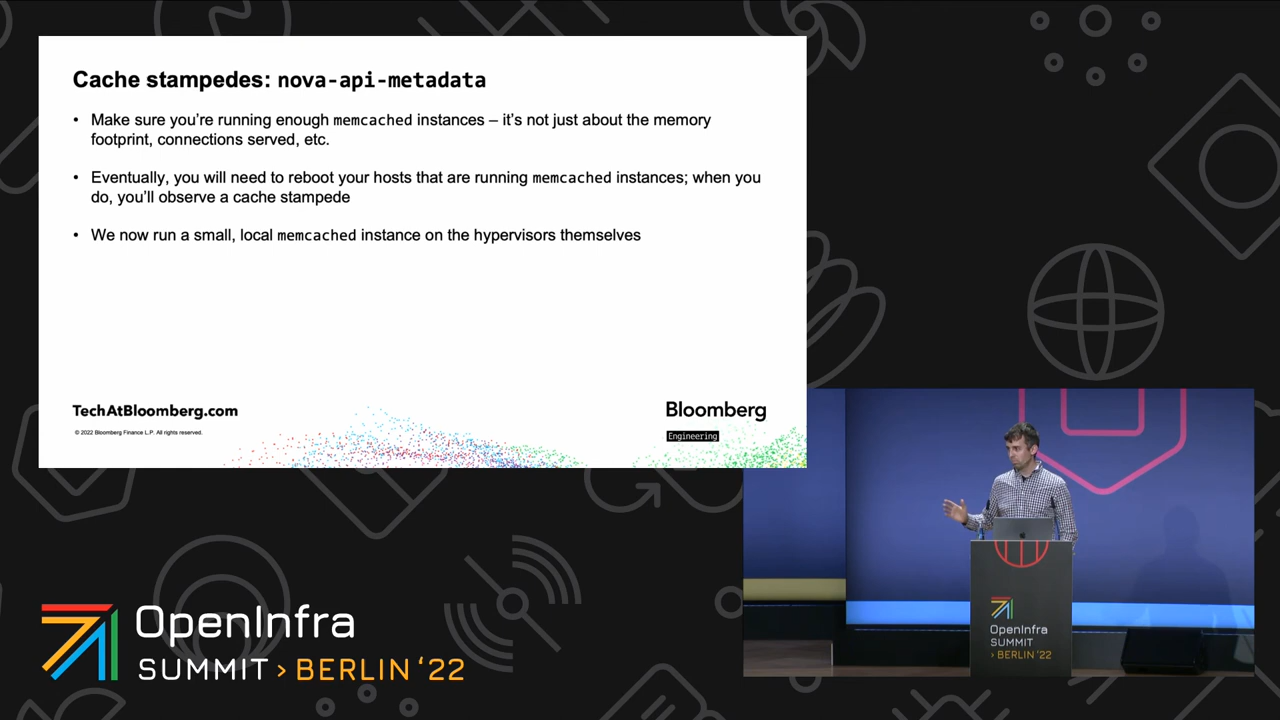 Cache stampedes: nova-api-metadata
• Make sure you’re running enough memcached instances – it’s not just about the memory
footprint, connections served, etc.
• Eventually, you will need to reboot your hosts that are running memcached instances; when you
do, you’ll observe a cache stampede
• We now run a small, local memcached instance on the hypervisors themselves
TechAtBloomberg.com
© 2022 Bloomberg Finance L.P. All rights reserved.
Bloomberg
Engineering
OpenInfra
SUMMIT › BERLIN ‘22
OpenInfra
SUMMIT
› BERLIN ‘22